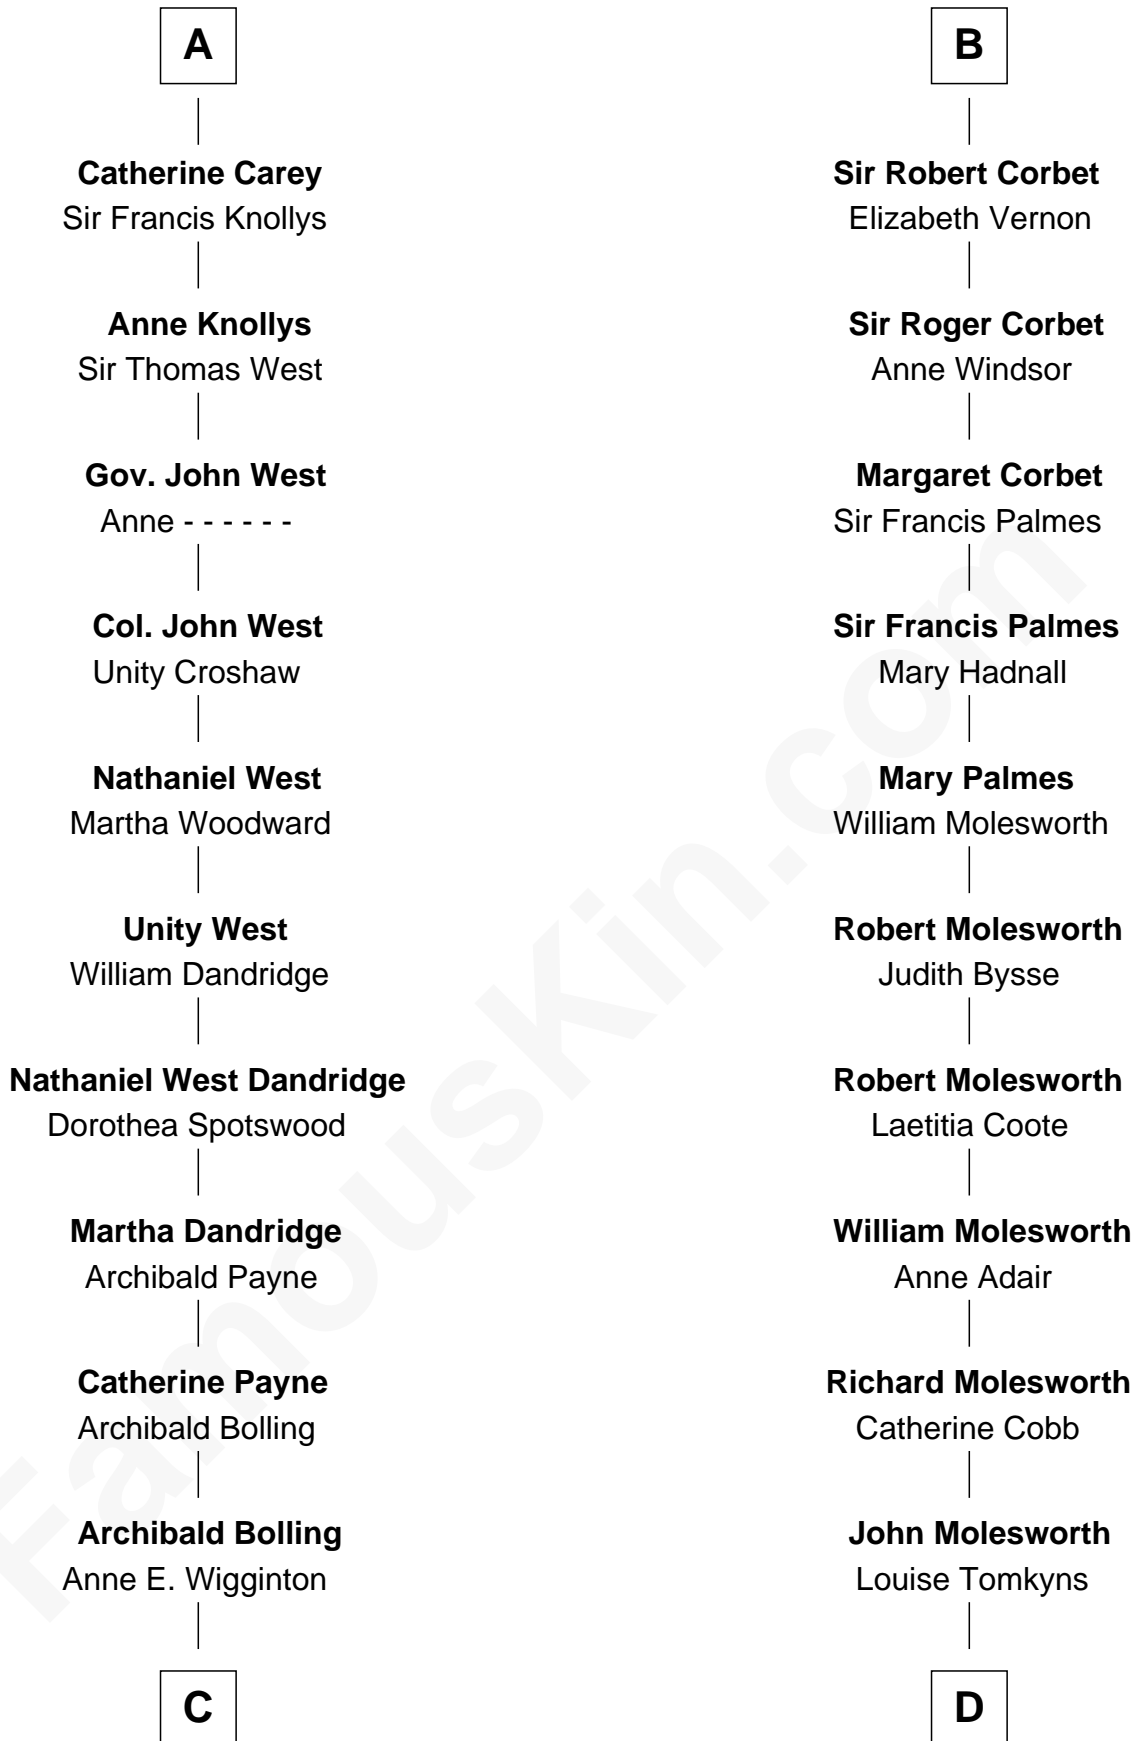 A
Catherine Carey
Sir Francis Knollys
Anne Knollys
Sir Thomas West
Gov. John West
Anne - - - - - -
Col. John West
Unity Croshaw
Nathaniel West
Martha Woodward
Unity West
William Dandridge
Nathaniel West Dandridge
Dorothea Spotswood
Martha Dandridge
Archibald Payne
Catherine Payne
Archibald Bolling
Archibald Bolling
Anne E. Wigginton
C
B
Sir Robert Corbet
Elizabeth Vernon
Sir Roger Corbet
Anne Windsor
Margaret Corbet
Sir Francis Palmes
Sir Francis Palmes
Mary Hadnall
Mary Palmes
William Molesworth
Robert Molesworth
Judith Bysse
Robert Molesworth
Laetitia Coote
William Molesworth
Anne Adair
Richard Molesworth
Catherine Cobb
John Molesworth
Louise Tomkyns
D
FamousKin.com